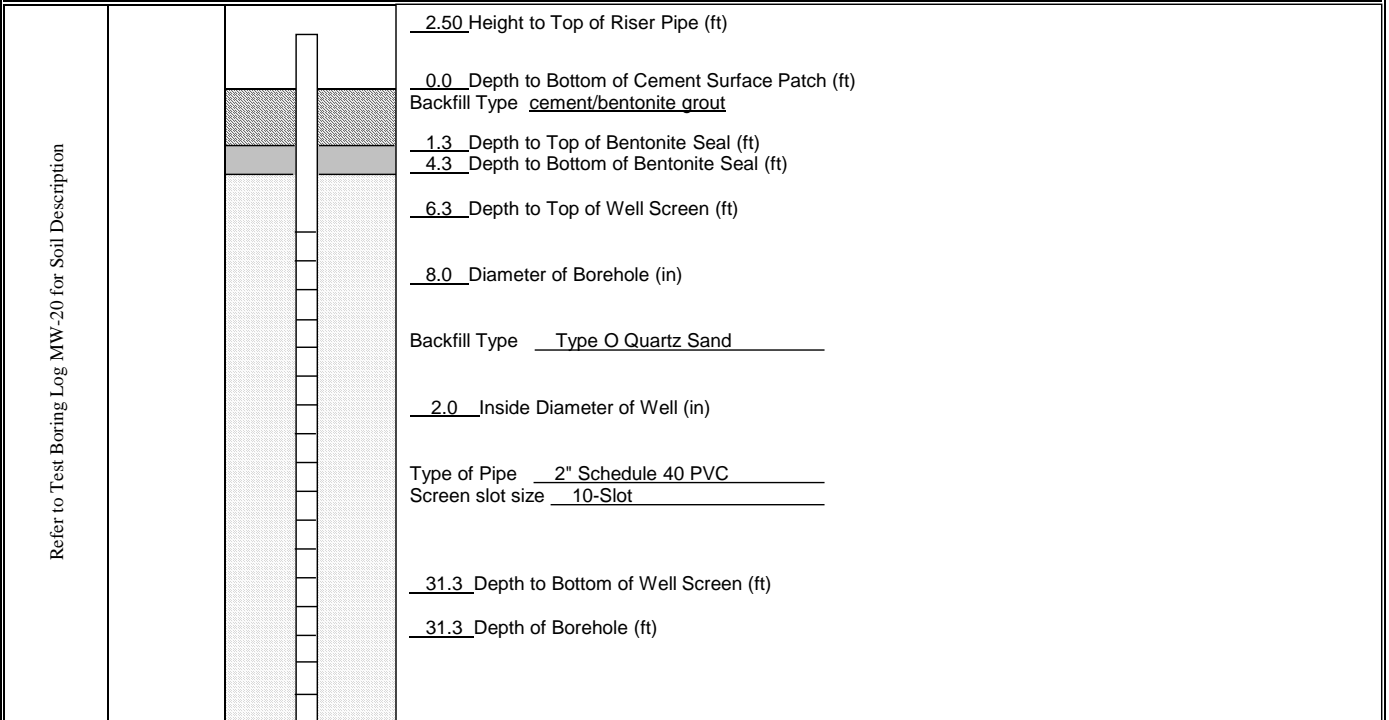 Refer to Test Boring Log MW-20 for Soil Description
2.50 Height to Top of Riser Pipe (ft)
0.0 Depth to Bottom of Cement Surface Patch (ft)
Backfill Type cement/bentonite grout
1.3 Depth to Top of Bentonite Seal (ft)
4.3 Depth to Bottom of Bentonite Seal (ft)
6.3 Depth to Top of Well Screen (ft)
8.0 Diameter of Borehole (in)
Backfill Type Type O Quartz Sand
2.0 Inside Diameter of Well (in)
Type of Pipe 2" Schedule 40 PVC
Screen slot size 10-Slot
31.3 Depth to Bottom of Well Screen (ft)
31.3 Depth of Borehole (ft)